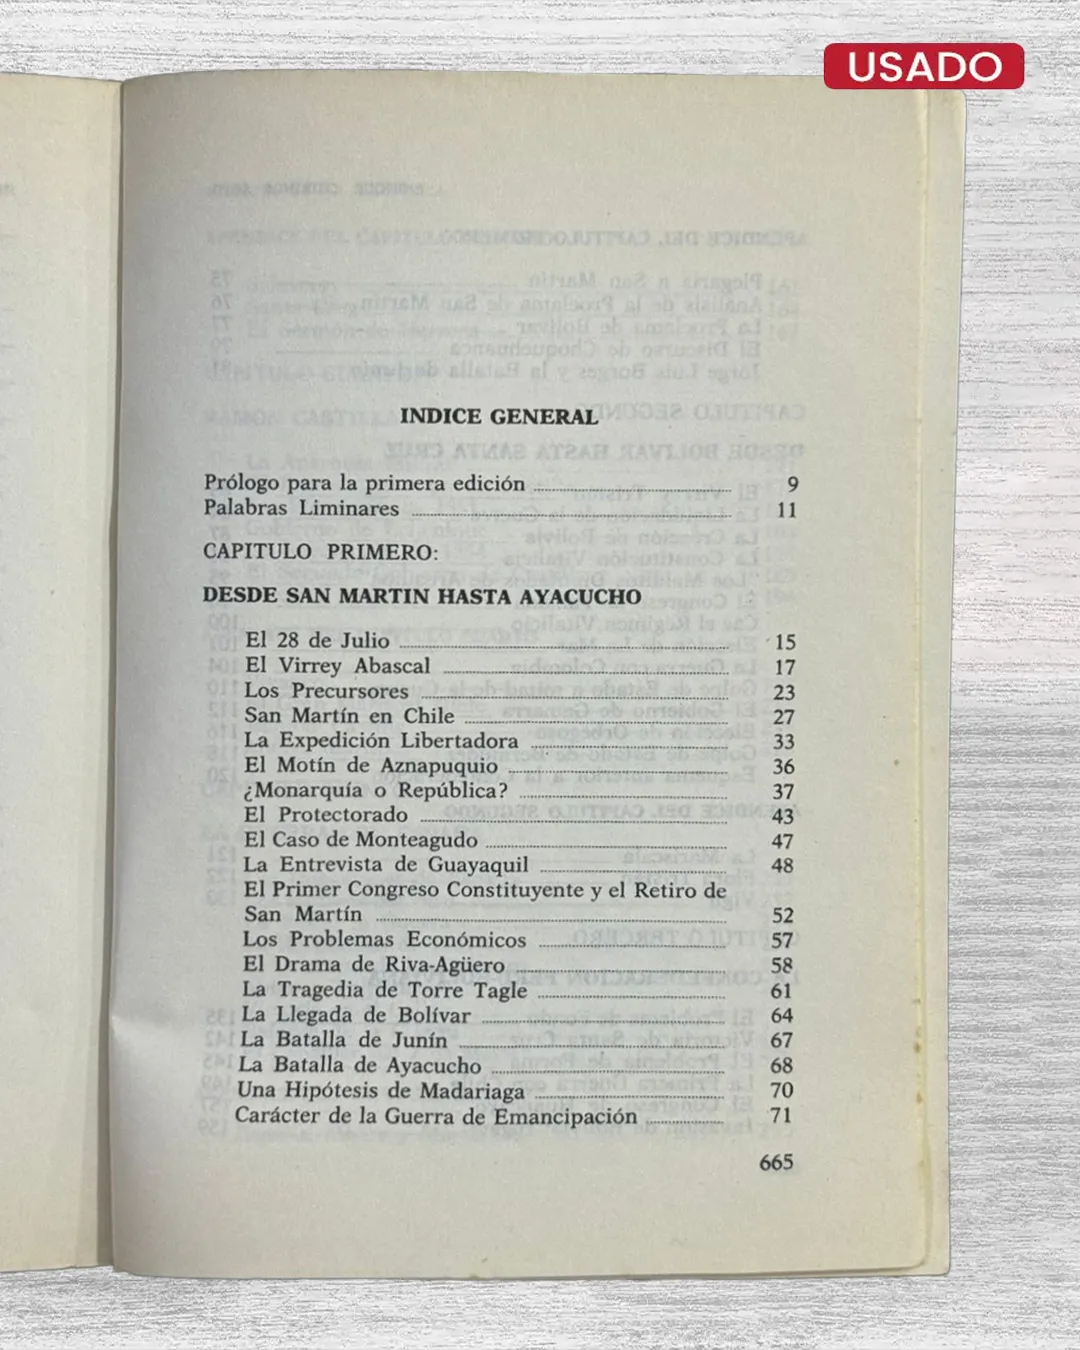 USADO
INDICE GENERAL
Prólogo para la primera edición 9
Palabras Liminares 11
CAPITULO PRIMERO:
DESDE SAN MARTIN HASTA AYACUCHO
El 28 de Julio 15
El Virrey Abascal 17
Los Precursores 23
San Martín en Chile 27
La Expedición Libertadora 33
El Motín de Aznapuquio 36
¿Monarquía o República? 37
El Protectorado 43
El Caso de Monteagudo 47
La Entrevista de Guayaquil 48
El Primer Congreso Constituyente y el Retiro de
San Martín 52
Los Problemas Económicos 57
El Drama de Riva-Agüero 58
La Tragedia de Torre Tagle 61
La Llegada de Bolívar 64
La Batalla de Junín 67
La Batalla de Ayacucho 68
Una Hipótesis de Madariaga 70
Carácter de la Guerra de Emancipación 71
665